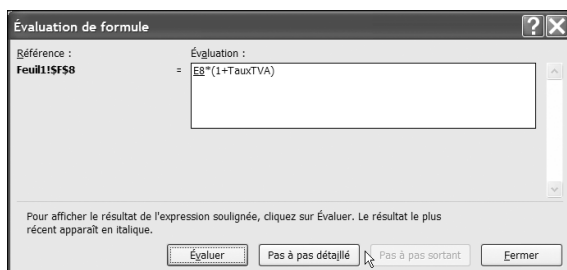 Évaluation de formule
Référence :
Évaluation :
Feuil1!$F$8
=
E8*(1+TauxTVA)
Pour afficher le résultat de l'expression soulignée, cliquez sur Évaluer. Le résultat le plus
récent apparaît en italique.
Évaluer
Pas à pas détaillé
Pas à pas sortant
Fermer